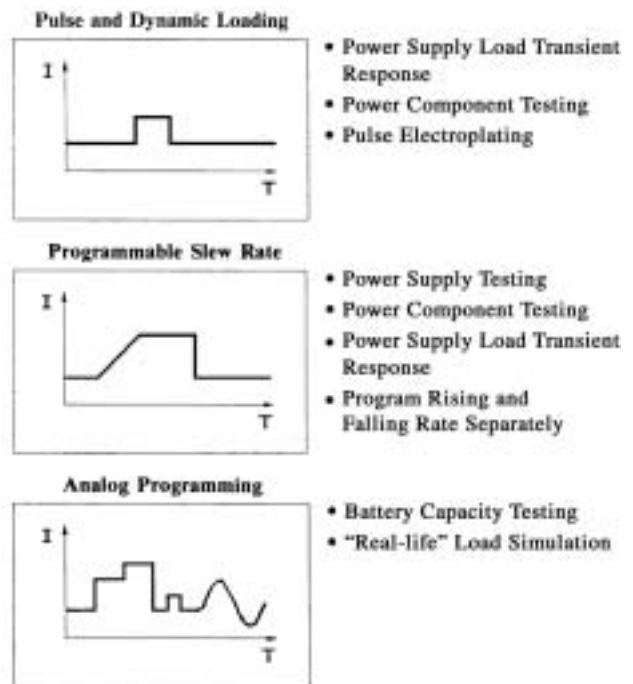 Pulse and Dynamic Loading
I
T
• Power Supply Load Transient
Response
• Power Component Testing
• Pulse Electroplating
Programmable Slew Rate
I
T
• Power Supply Testing
• Power Component Testing
• Power Supply Load Transient
Response
• Program Rising and
Falling Rate Separately
Analog Programming
I
T
• Battery Capacity Testing
• “Real-life” Load Simulation